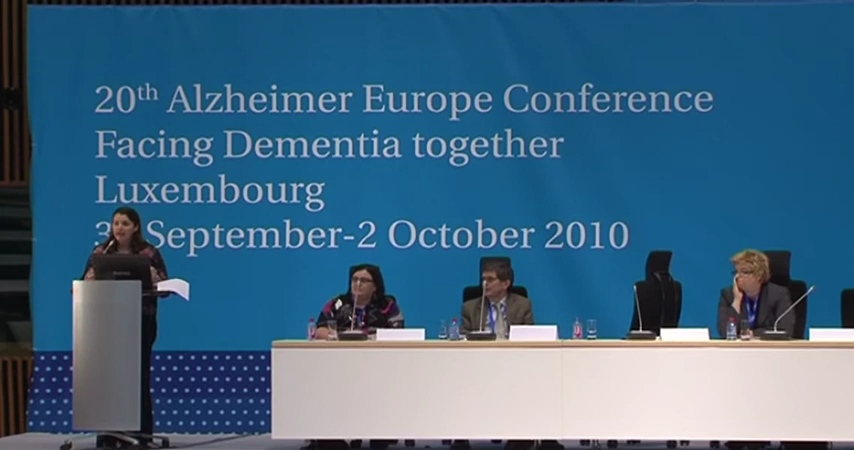 20th Alzheimer Europe Conference
Facing Dementia together
Luxembourg
September-2 October 2010